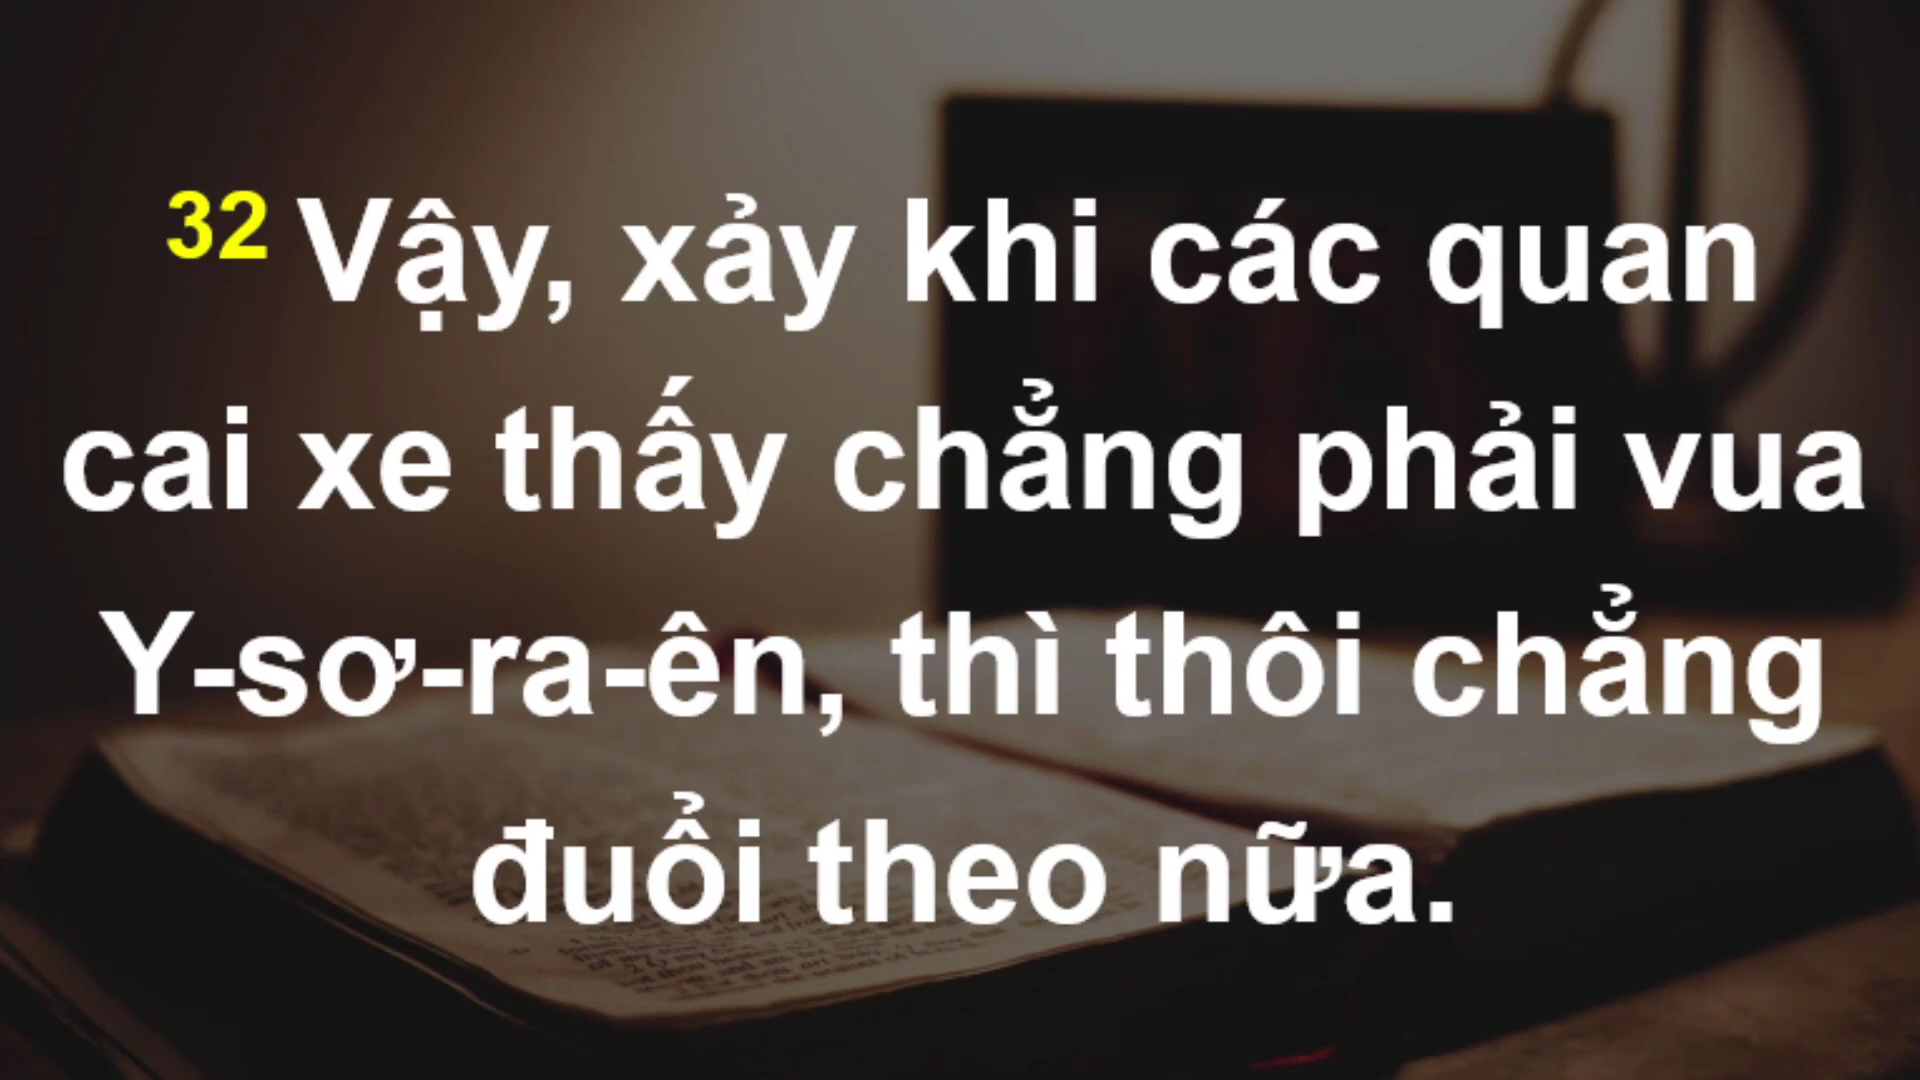 32 Vậy, xảy khi các quan
cai xe thấy chẳng phải vua
Y-sơ-ra-ên, thì thôi chẳng
đuổi theo nữa.